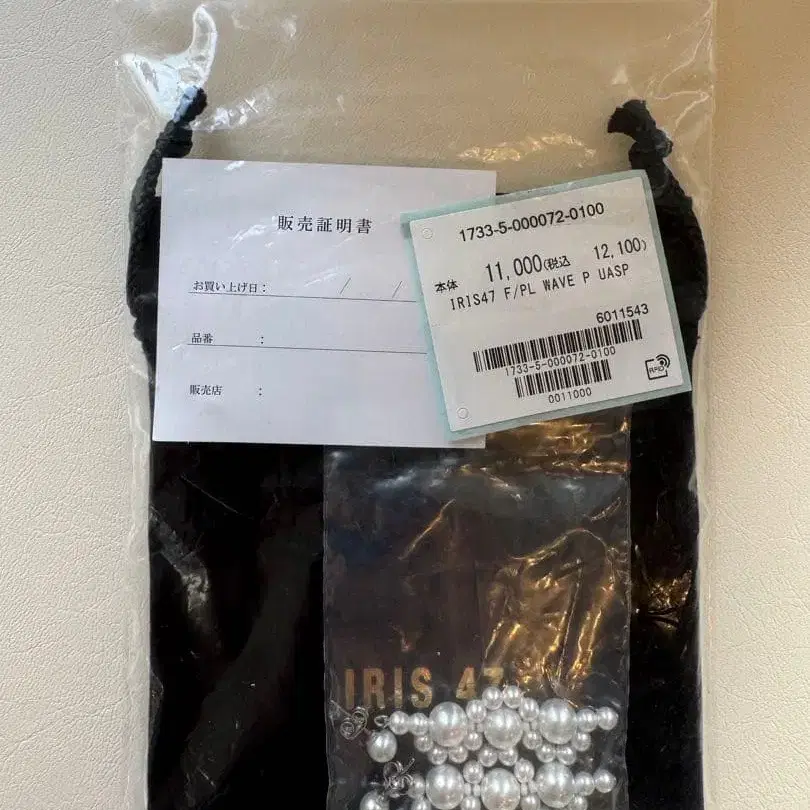 販売証明書
お買い上げ日： / /
品番 ：
販売店 ：
1733-5-000072-0100
本体 11,000(税込 12,100)
IRIS47 F/PL WAVE P UASP
6011543
1733-5-000072-0100
0011000
RFID
IRIS 47